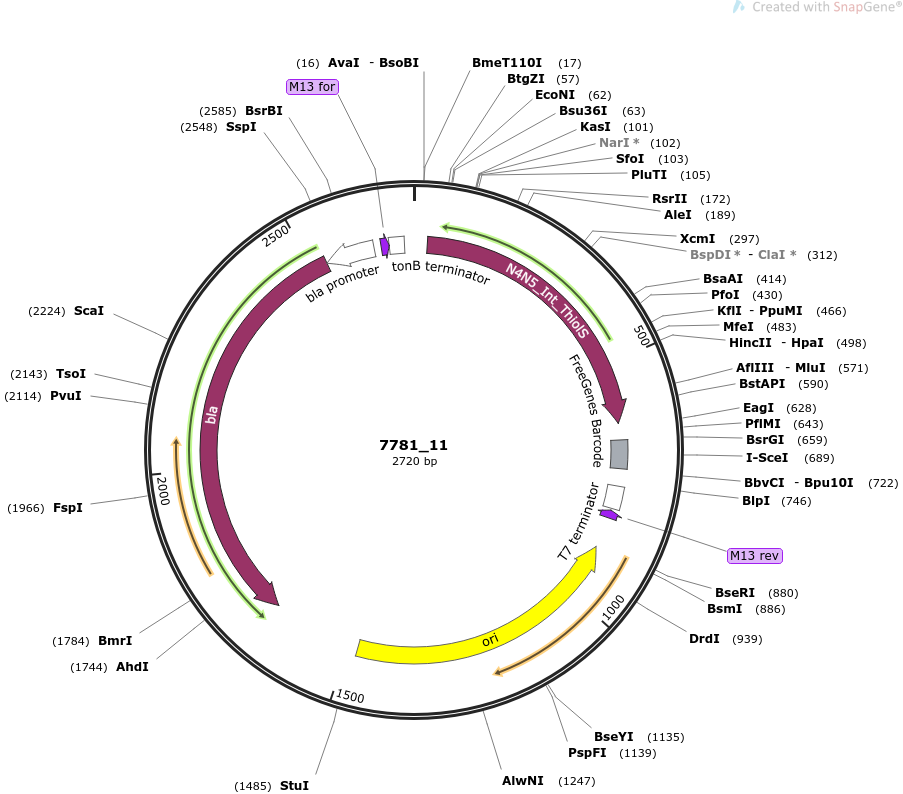 Created with SnapGene®
(16) AvaI - BsoBI
M13 for
(2585) BsrBI
(2548) SspI
BmeT110I (17)
BtgZI (57)
EcoNI (62)
Bsu36I (63)
KasI (101)
NarI * (102)
SfoI (103)
PluTI (105)
RsrII (172)
AleI (189)
XcmI (297)
BspDI * - ClaI * (312)
BsaAI (414)
PfoI (430)
KflI - PpuMI (466)
MfeI (483)
HincII - HpaI (498)
AflIII - MluI (571)
BstAPI (590)
EagI (628)
PflMI (643)
BsrGI (659)
I-SceI (689)
BbvCI - Bpu10I (722)
BlpI (746)
M13 rev
BseRI (880)
BsmI (886)
DrdI (939)
BseYI (1135)
PspFI (1139)
AlwNI (1247)
(1485) StuI
(1744) AhdI
(1784) BmrI
(1966) FspI
(2114) PvuI
(2143) TsoI
(2224) ScaI
2500
500
1000
1500
2000
bla promoter
tonB terminator
N4N5_Int_ThioIS
FreeGenes Barcode
T7 terminator
ori
bla
7781_11
2720 bp